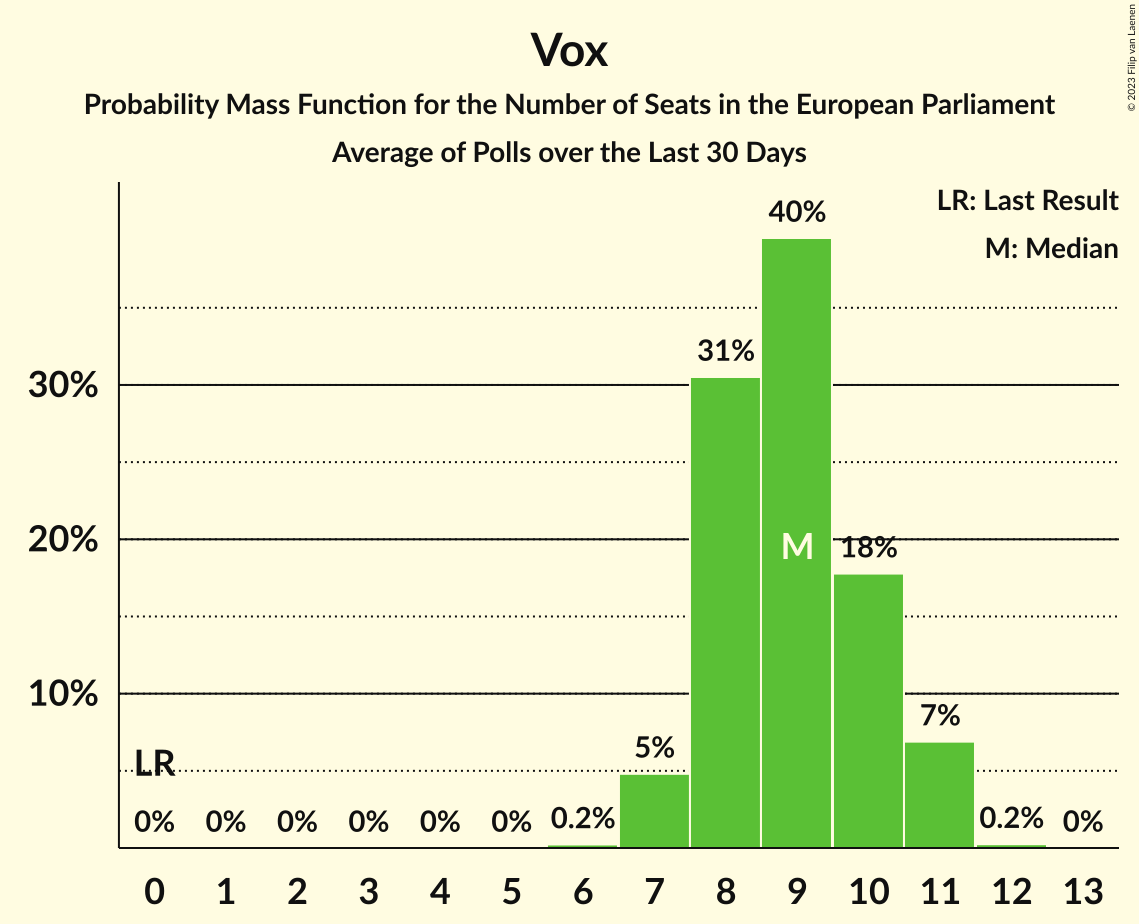 Vox
Probability Mass Function for the Number of Seats in the European Parliament
Average of Polls over the Last 30 Days
© 2023 Filip van Laenen
LR: Last Result
M: Median
40%
31%
30%
20%
M
18%
10%
7%
5%
LR
0% 0% 0% 0% 0% 0% 0.2% 0.2% 0%
0 1 2 3 4 5 6 7 8 9 10 11 12 13